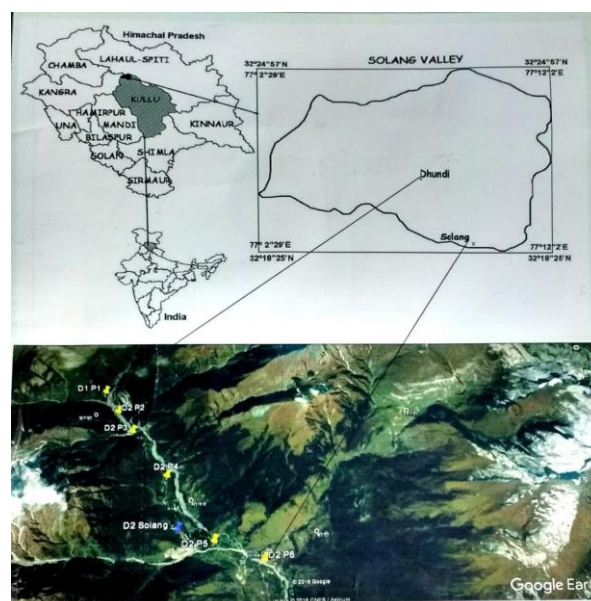 Himachal Pradesh
LAHAUL-SPITI
CHAMBA
KANGRA
KULLU
HAMIRPUR
UNA
MANDI
KINNAUR
BILASPUR
SOLAN
SHIMLA
SIRMAUR
India
SOLANG VALLEY
32°24"57"N
77° 2"29"E
32°24"57"N
77°12"2"E
Dhundi
Solang
77° 2"29"E
32°18"25"N
77°12'2"E
32°18"25"N
D1 P1
D2 P2
D2 P3
D2 P4
D2 Solang
D2 P5
D2 P6
© 2016 Google
Google Eart